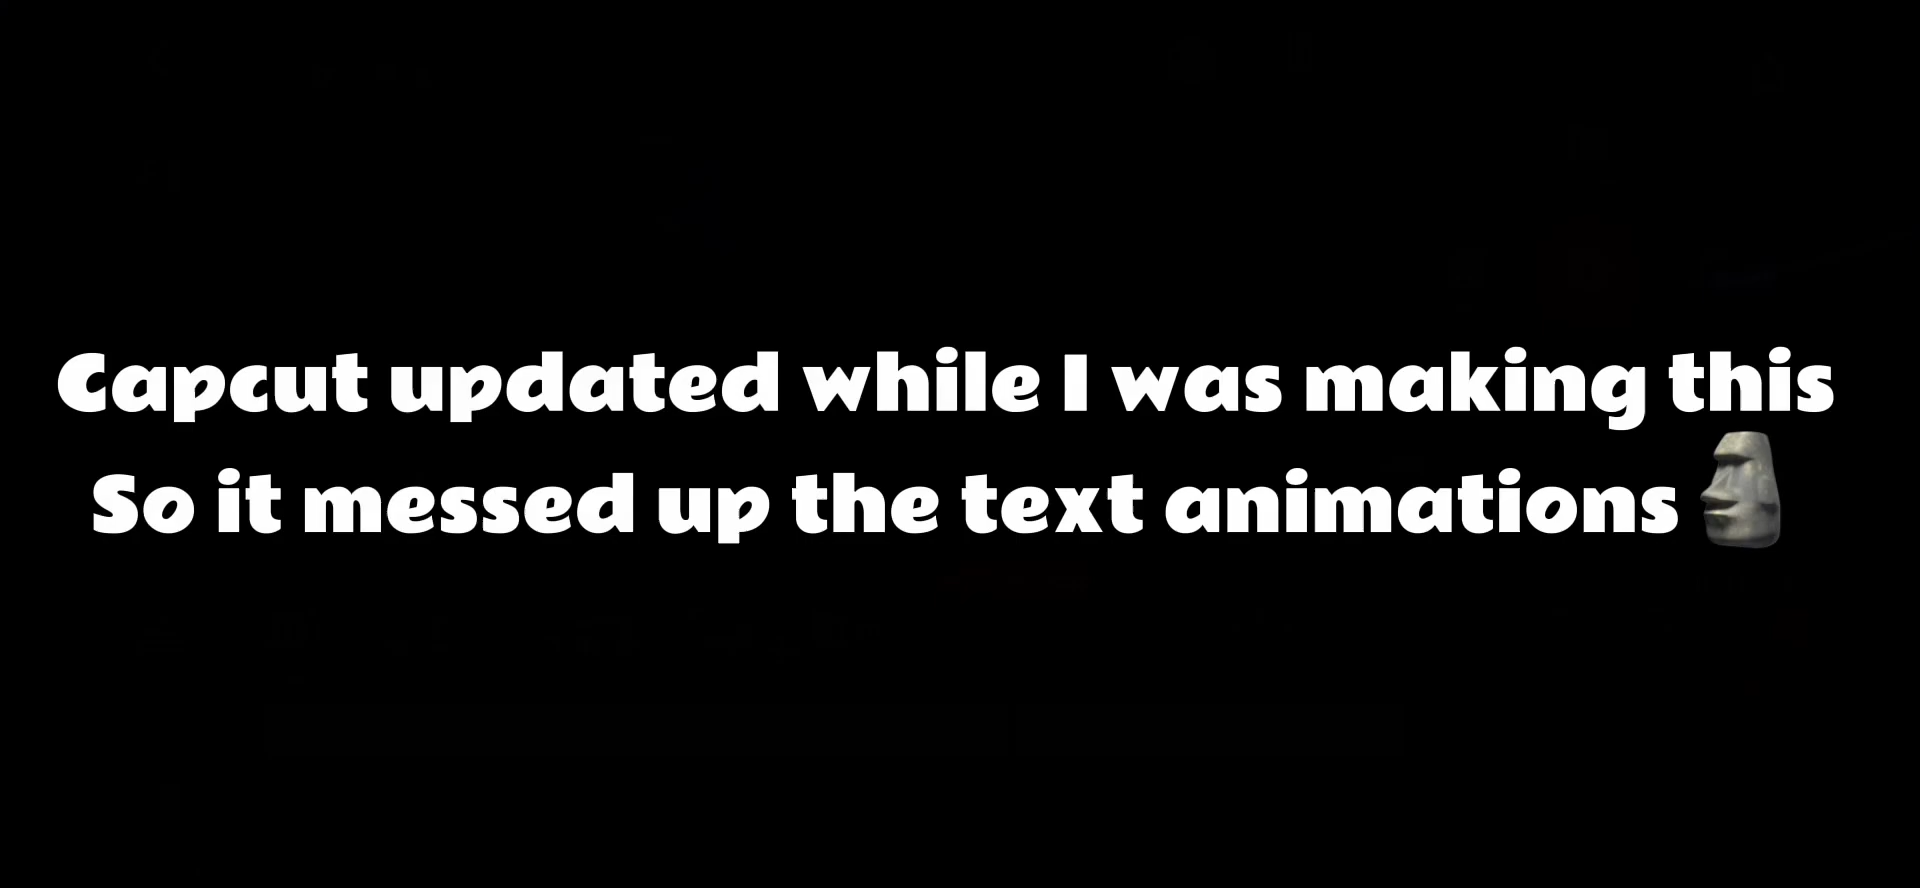 Capcut updated while I was making this
So it messed up the text animations🗿